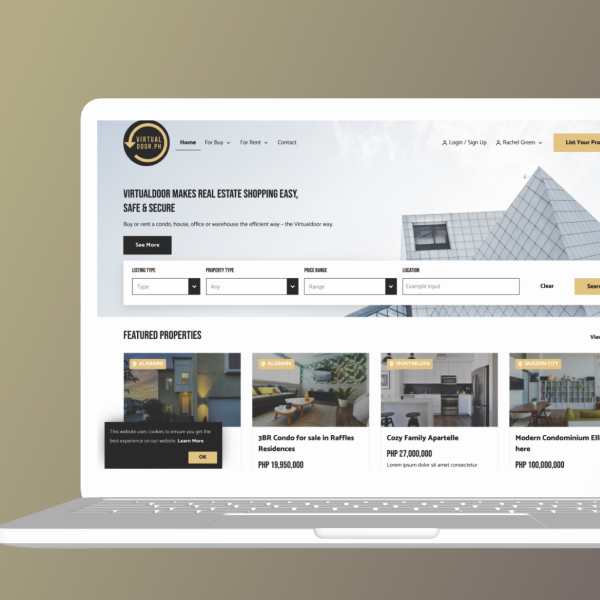 VIRTUAL
DOOR.PH
Home
For Buy
For Rent
Contact
Login / Sign Up
Rachel Green
List Your Pro
VIRTUALDOOR MAKES REAL ESTATE SHOPPING EASY,
SAFE & SECURE
Buy or rent a condo, house, office or warehouse the efficient way – the Virtualdoor way.
See More
LISTING TYPE
PROPERTY TYPE
PRICE RANGE
LOCATION
Type
Any
Range
Example input
Clear
Sear
FEATURED PROPERTIES
Vie
ALABANG
ALABANG
MUNTINLUPA
QUEZON CITY
3BR Condo for sale in Raffles
Residences
PHP 19,950,000
Cozy Family Apartelle
PHP 27,000,000
Lorem ipsum dolor sit amet consectetur
Modern Condominium Elli
here
PHP 100,000,000
This website uses cookies to ensure you get the
best experience on our website. Learn More
OK